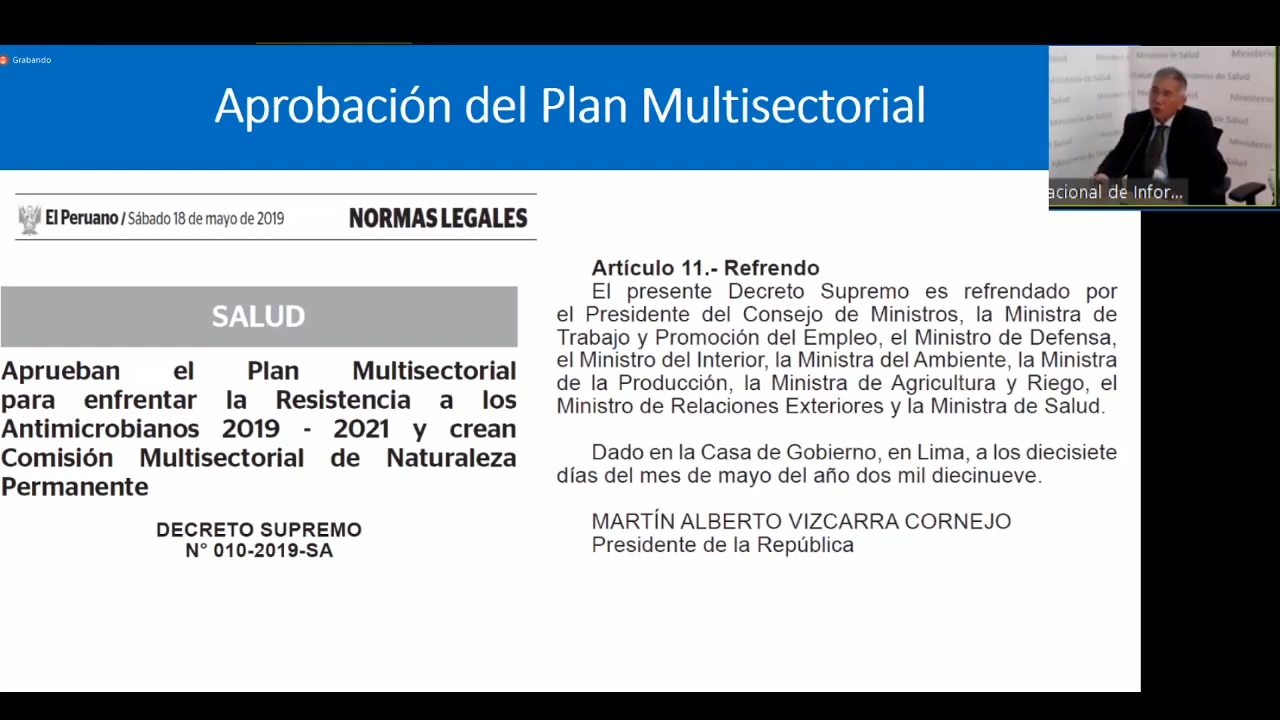 Grabando
Aprobación del Plan Multisectorial
acional de Infor...
El Peruano / Sábado 18 de mayo de 2019
NORMAS LEGALES
SALUD
Aprueban el Plan Multisectorial
para enfrentar la Resistencia a los
Antimicrobianos 2019 - 2021 y crean
Comisión Multisectorial de Naturaleza
Permanente
DECRETO SUPREMO
N° 010-2019-SA
Artículo 11.- Refrendo
El presente Decreto Supremo es refrendado por
el Presidente del Consejo de Ministros, la Ministra de
Trabajo y Promoción del Empleo, el Ministro de Defensa,
el Ministro del Interior, la Ministra del Ambiente, la Ministra
de la Producción, la Ministra de Agricultura y Riego, el
Ministro de Relaciones Exteriores y la Ministra de Salud.
Dado en la Casa de Gobierno, en Lima, a los diecisiete
días del mes de mayo del año dos mil diecinueve.
MARTÍN ALBERTO VIZCARRA CORNEJO
Presidente de la República